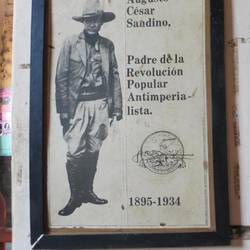 Augusto
César
Sandino,
Padre de la
Revolución
Popular
Antimperia-
lista.
1895-1934